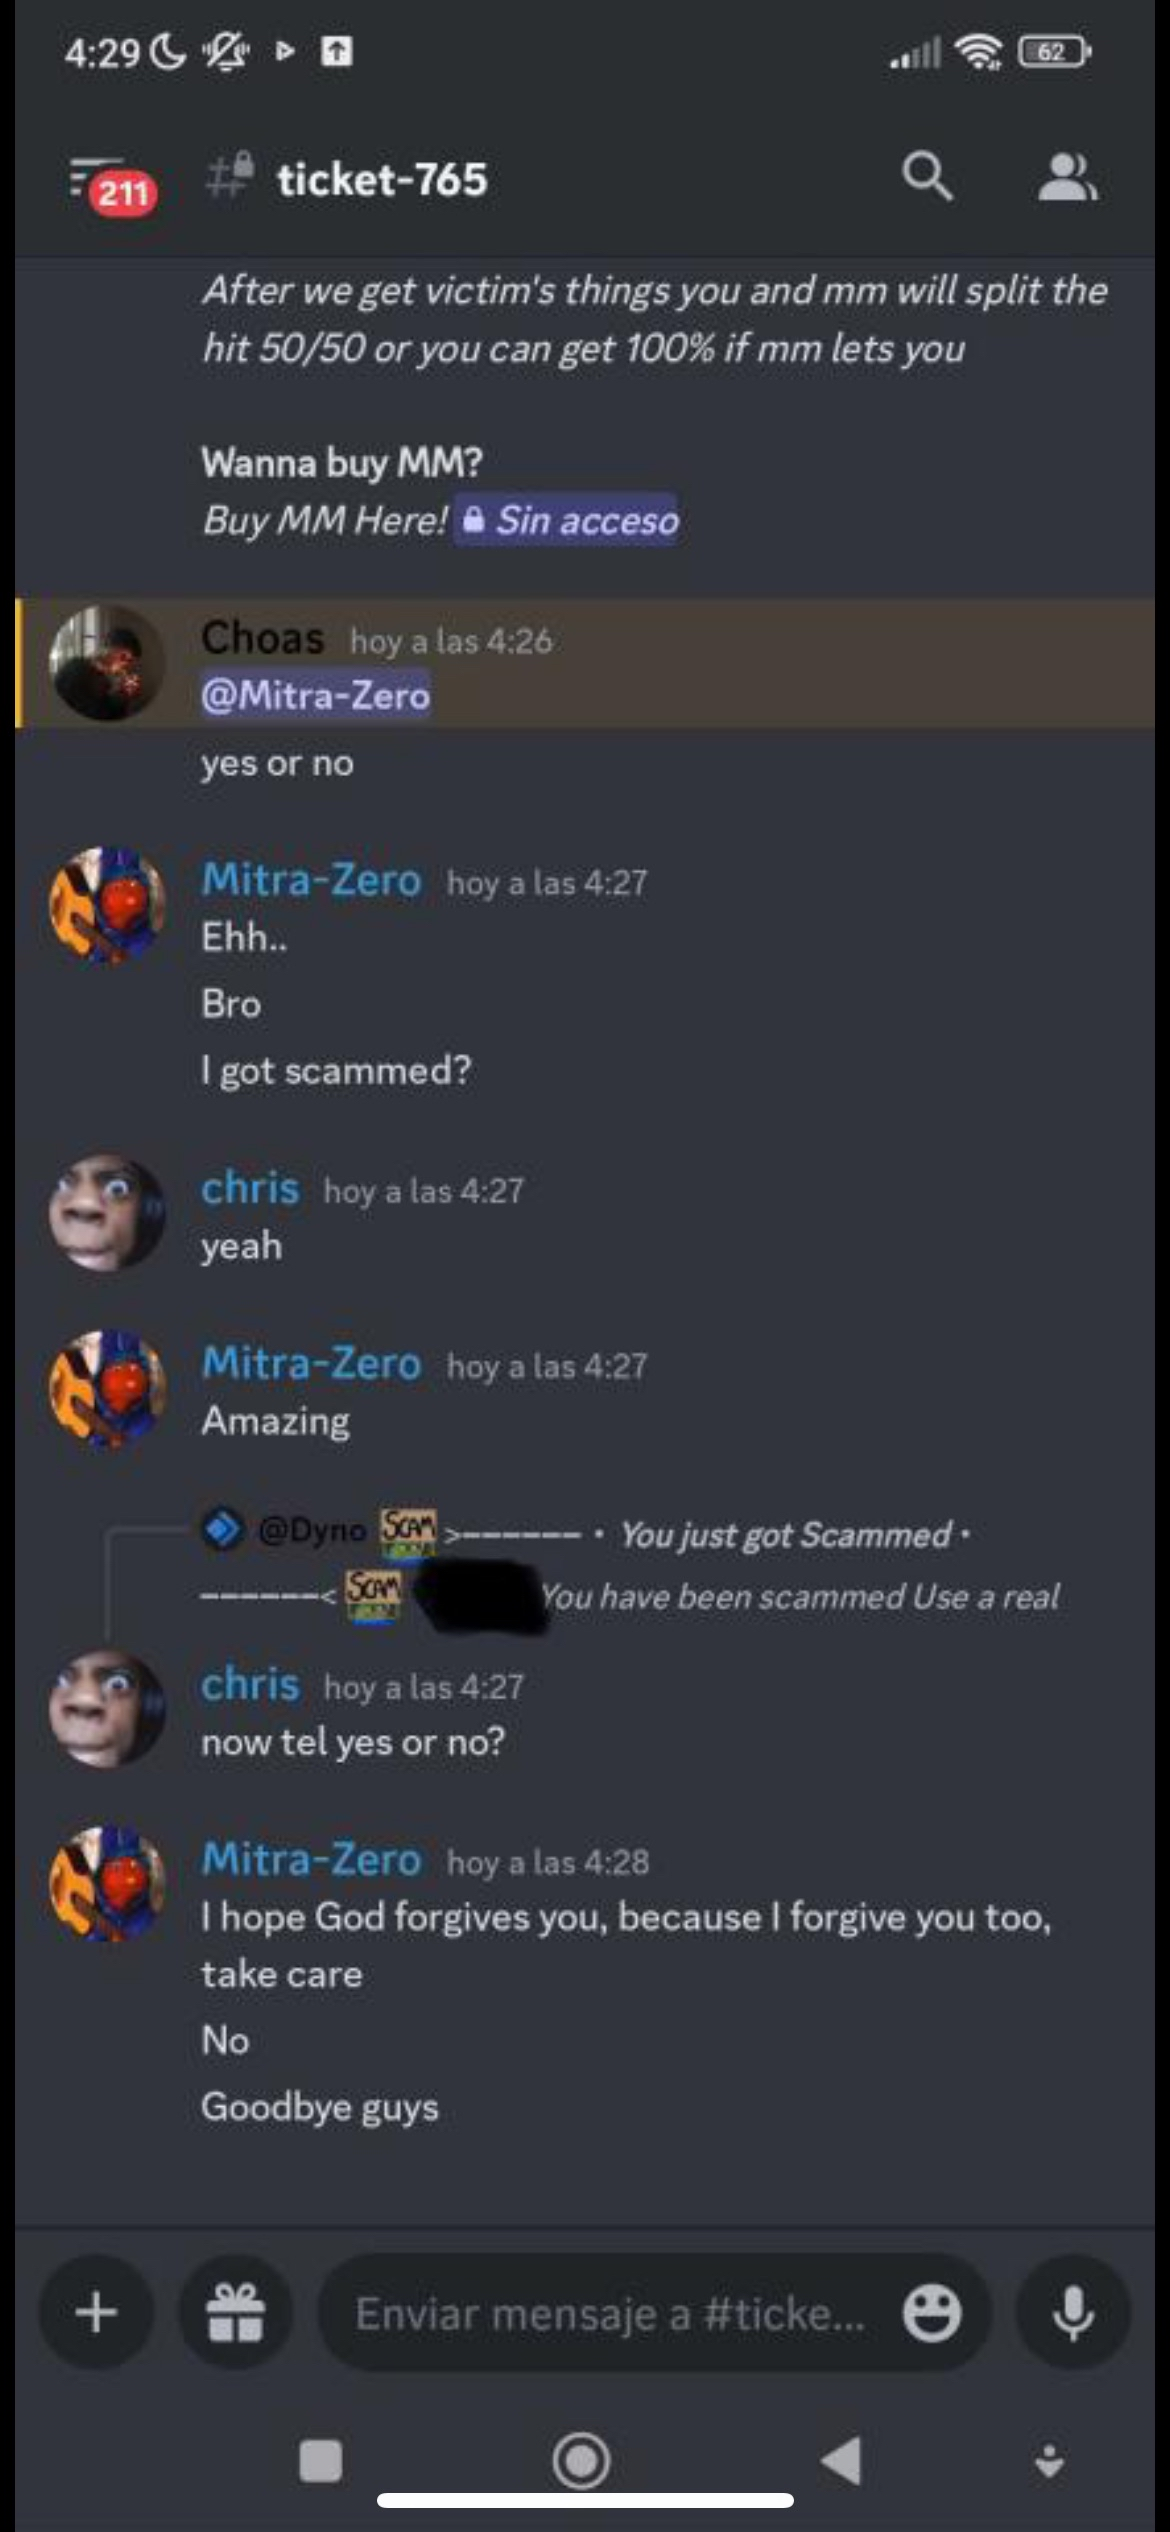 4:29
62
211
ticket-765
After we get victim's things you and mm will split the
hit 50/50 or you can get 100% if mm lets you
Wanna buy MM?
Buy MM Here! Sin acceso
Choas hoy a las 4:26
@Mitra-Zero
yes or no
Mitra-Zero hoy a las 4:27
Ehh..
Bro
I got scammed?
chris hoy a las 4:27
yeah
Mitra-Zero hoy a las 4:27
Amazing
@Dyno SCAM >------ • You just got Scammed •
------< SCAM You have been scammed Use a real
chris hoy a las 4:27
now tel yes or no?
Mitra-Zero hoy a las 4:28
I hope God forgives you, because I forgive you too,
take care
No
Goodbye guys
Enviar mensaje a #ticke...